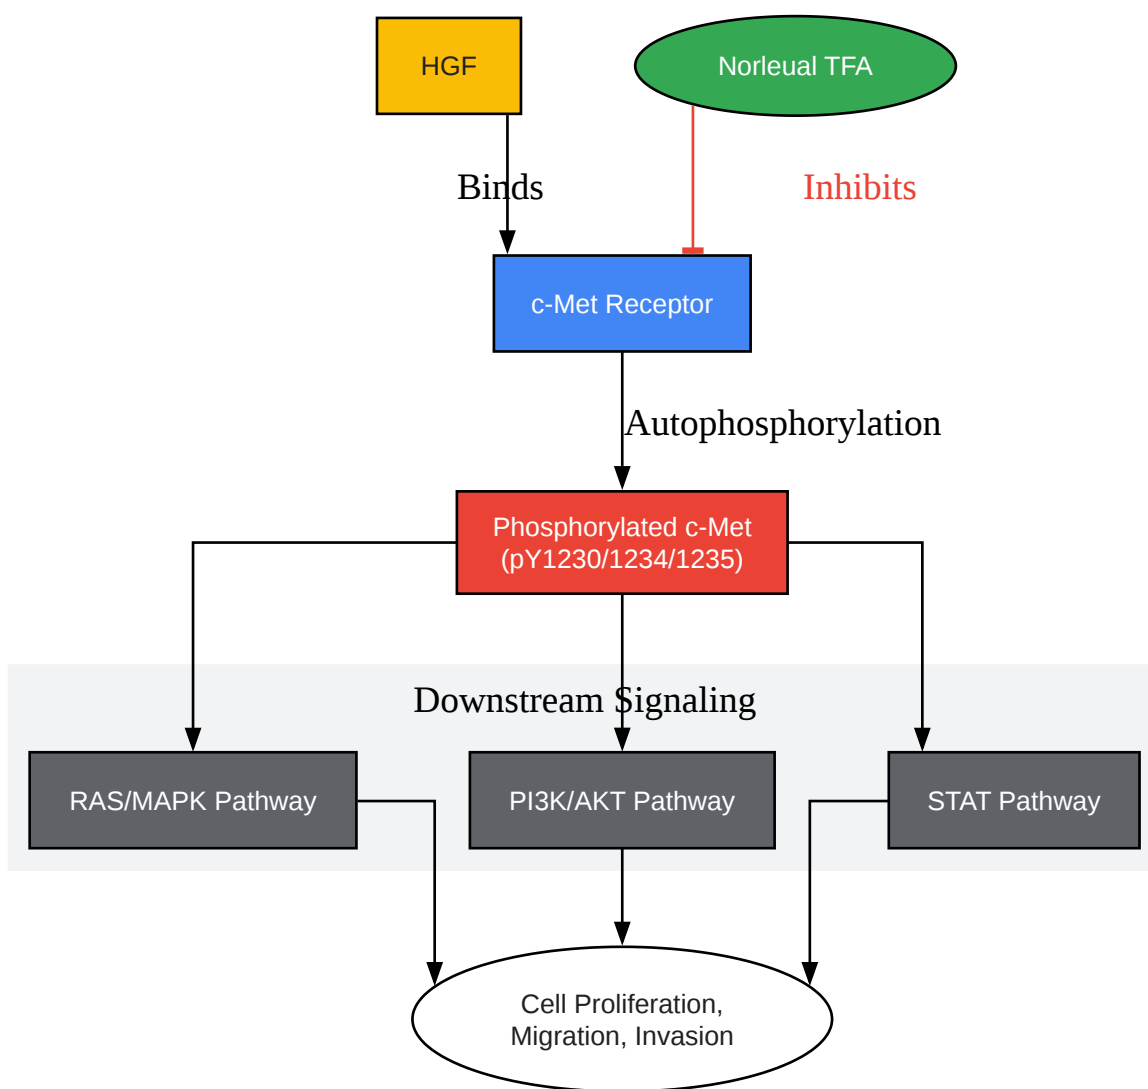 HGF
Norleual TFA
Binds
Inhibits
c-Met Receptor
Autophosphorylation
Phosphorylated c-Met
(pY1230/1234/1235)
Downstream Signaling
RAS/MAPK Pathway
PI3K/AKT Pathway
STAT Pathway
Cell Proliferation,
Migration, Invasion